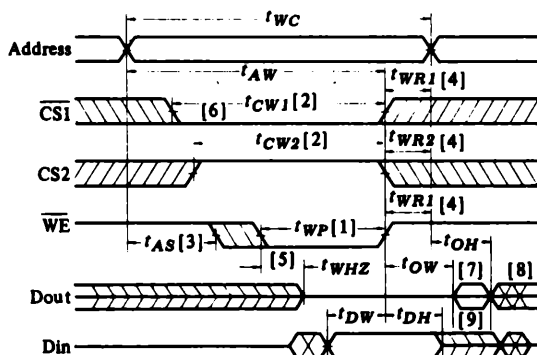 tWC
Address
tAW
tWR1 [4]
CS1
[6]
tCW1 [2]
tCW2 [2]
tWR2 [4]
CS2
tWR1 [4]
WE
tWP [1]
tAS [3]
tOH
[5]
tWHZ
tOW
[7]
[8]
Dout
tDW
tDH
[9]
Din